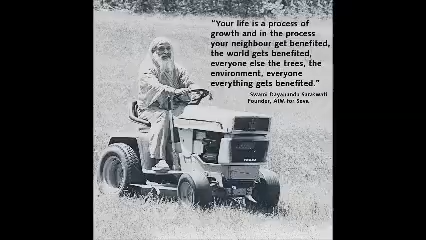 "Your life is a process of
growth and in the process
your neighbour get benefited,
the world gets benefited,
everyone else the trees, the
environment, everyone
everything gets benefited."
Swami Dayananda Saraswati
Founder, AIM for Seva.